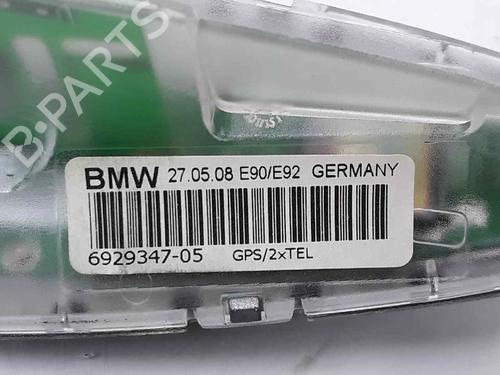 B-PARTS
BMW 27.05.08 E90/E92 GERMANY
6929347-05 GPS/2xTEL